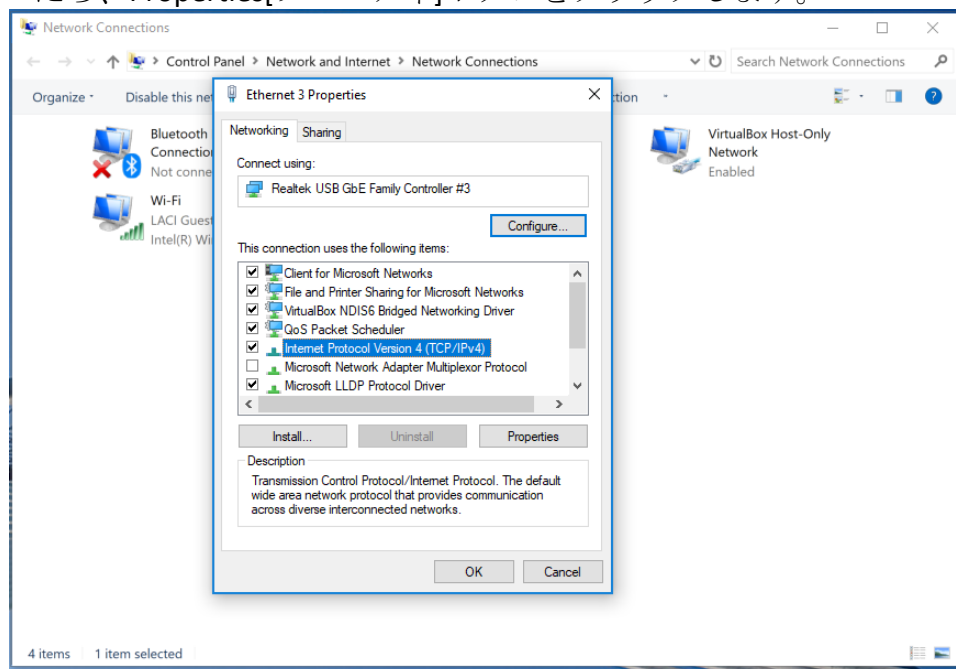 Properties[
Network Connections
Control Panel > Network and Internet > Network Connections
Search Network Connections
Organize
Disable this net
ction
Bluetooth
Connection
Not conne
Wi-Fi
LACI Guest
Intel(R) Wi
VirtualBox Host-Only
Network
Enabled
Ethernet 3 Properties
Networking
Sharing
Connect using:
Realtek USB GbE Family Controller #3
Configure...
This connection uses the following items:
Client for Microsoft Networks
File and Printer Sharing for Microsoft Networks
VirtualBox NDIS6 Bridged Networking Driver
QoS Packet Scheduler
Internet Protocol Version 4 (TCP/IPv4)
Microsoft Network Adapter Multiplexor Protocol
Microsoft LLDP Protocol Driver
Install...
Uninstall
Properties
Description
Transmission Control Protocol/Internet Protocol. The default
wide area network protocol that provides communication
across diverse interconnected networks.
OK
Cancel
4 items
1 item selected